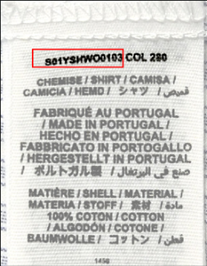 S01YSHWO0103 COL 280
CHEMISE / SHIRT / CAMISA /
CAMICIA / HEMD / シャツ / قميص /
FABRIQUÉ AU PORTUGAL
/ MADE IN PORTUGAL /
HECHO EN PORTUGAL /
FABBRICATO IN PORTOGALLO
/ HERGESTELLT IN PORTUGAL
/ ポルトガル製 / صنع في البرتغال /
MATIÈRE / SHELL / MATERIAL /
MATERIA / STOFF / 素材 / مادة /
100% COTON / COTTON
/ ALGODÓN / COTONE /
BAUMWOLLE / コットン / قطن /
1450